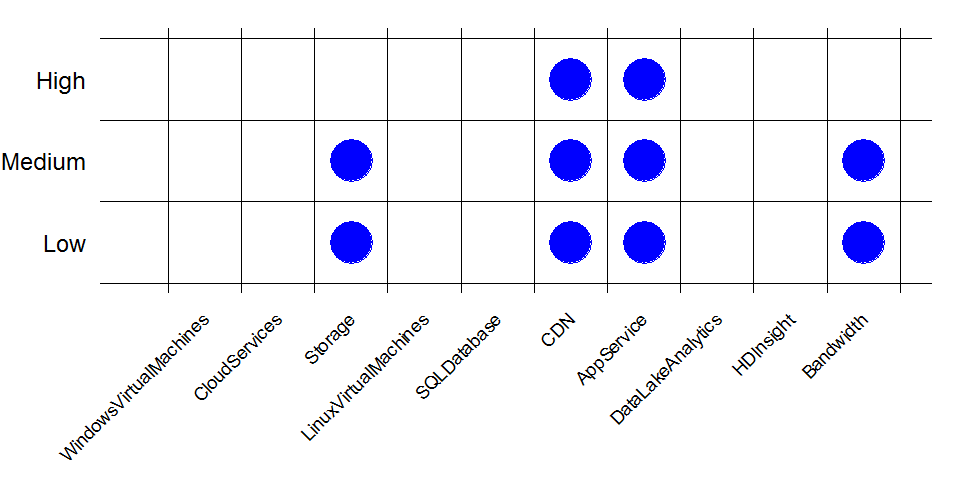 High
Medium
Low
WindowsVirtualMachines
CloudServices
Storage
LinuxVirtualMachines
SQLDatabase
CDN
AppService
DataLakeAnalytics
HDInsight
Bandwidth